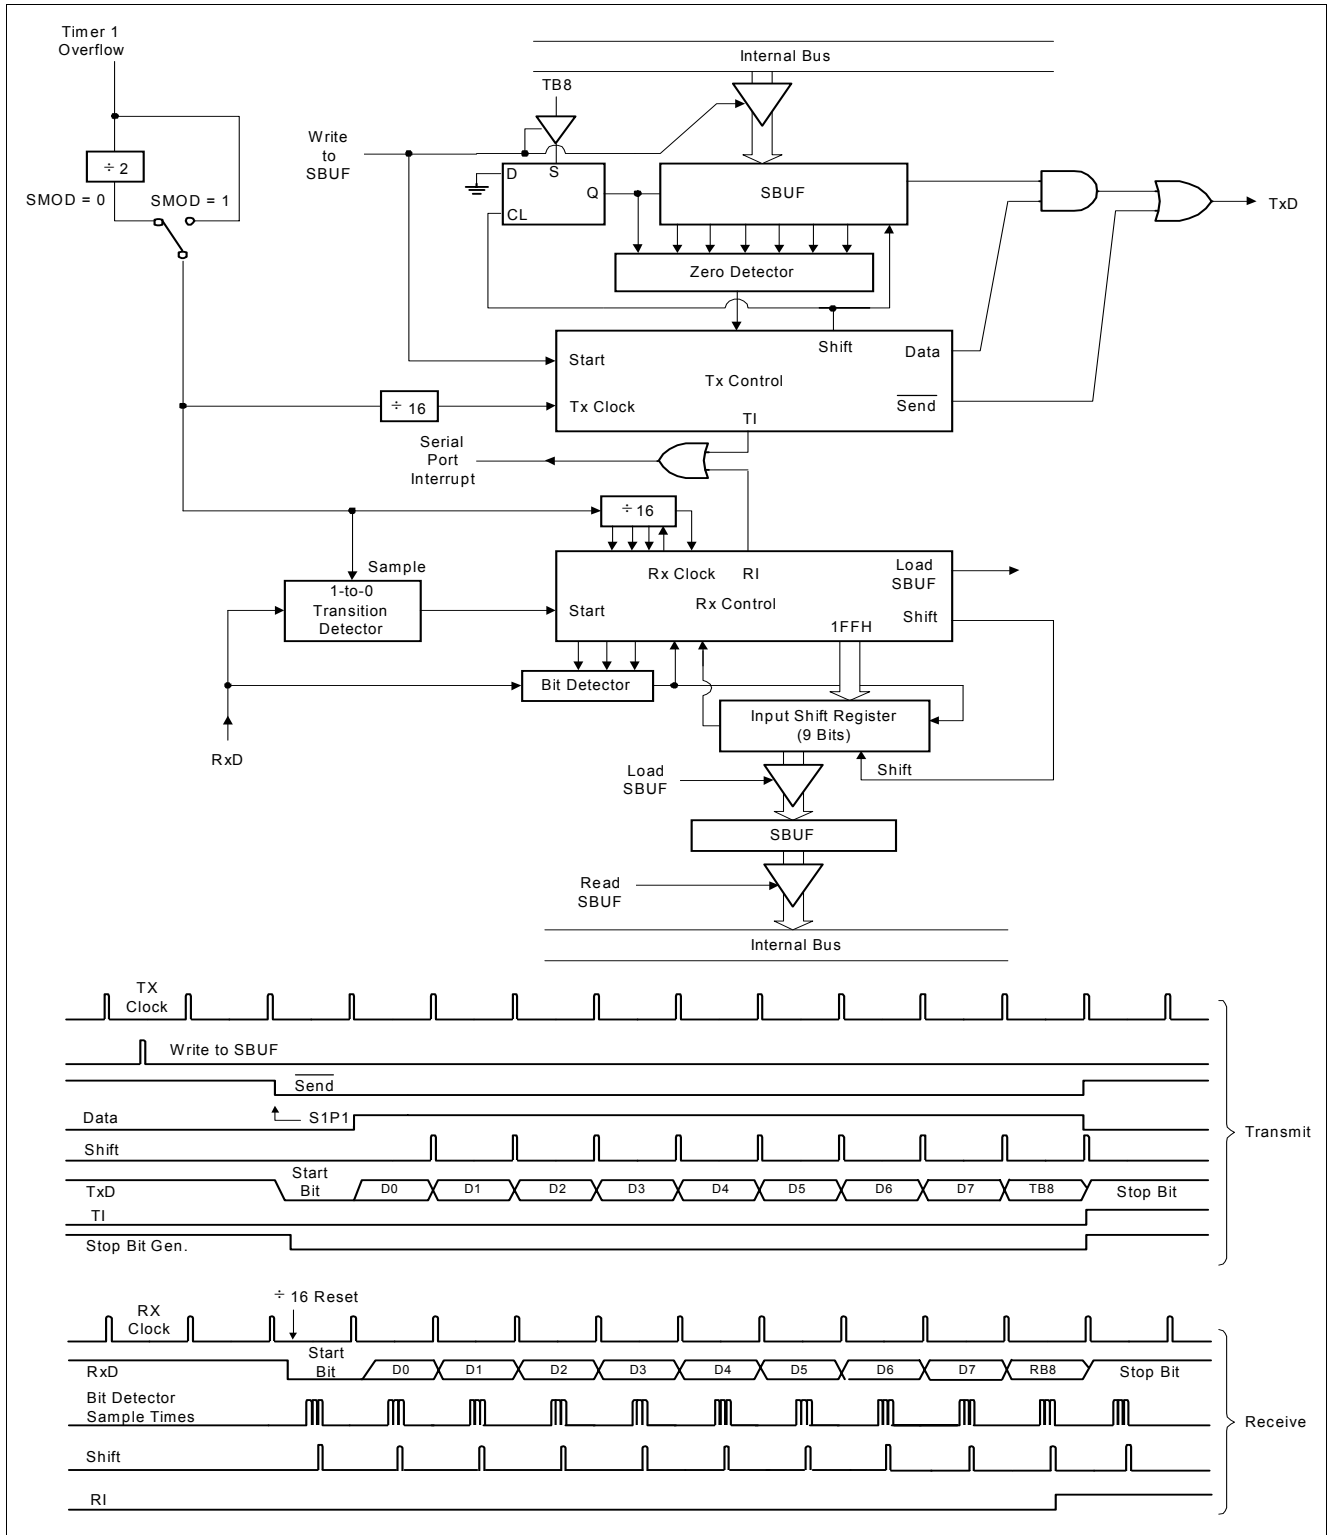 Timer 1
Overflow
Internal Bus
TB8
Write
to
SBUF
÷ 2
SMOD = 0
SMOD = 1
D
S
Q
CL
SBUF
TxD
Zero Detector
Shift
Start
Data
Tx Control
÷ 16
Tx Clock
Send
TI
Serial
Port
Interrupt
÷ 16
Sample
Rx Clock
RI
Load
SBUF
1-to-0
Transition
Detector
Start
Rx Control
Shift
1FFH
Bit Detector
Input Shift Register
(9 Bits)
RxD
Load
SBUF
Shift
SBUF
Read
SBUF
Internal Bus
TX
Clock
Write to SBUF
Send
Data
S1P1
Transmit
Shift
Start
Bit
TxD
D0
D1
D2
D3
D4
D5
D6
D7
TB8
Stop Bit
TI
Stop Bit Gen.
÷ 16 Reset
RX
Clock
Start
Bit
RxD
D0
D1
D2
D3
D4
D5
D6
D7
RB8
Stop Bit
Bit Detector
Sample Times
Receive
Shift
RI